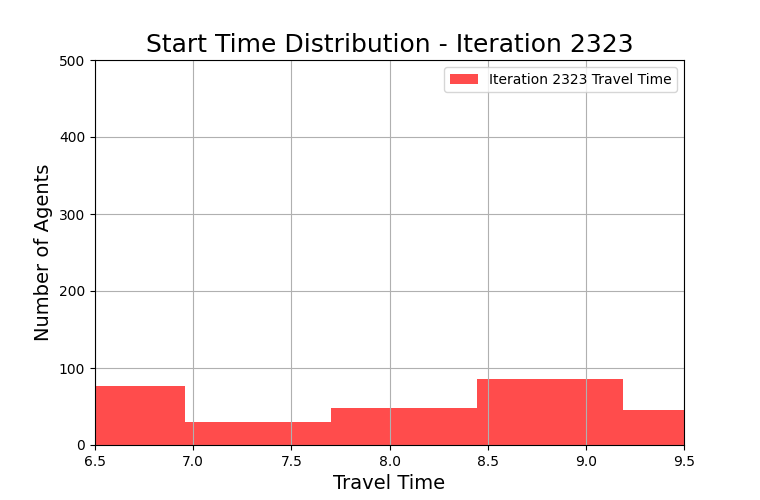 Start Time Distribution - Iteration 2323
Iteration 2323 Travel Time
Number of Agents
500
400
300
200
100
0
6.5 7.0 7.5 8.0 8.5 9.0 9.5
Travel Time